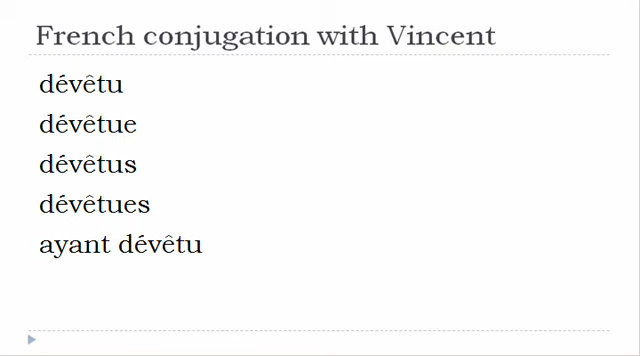 French conjugation with Vincent
dévêtu
dévêtue
dévêtus
dévêtues
ayant dévêtu